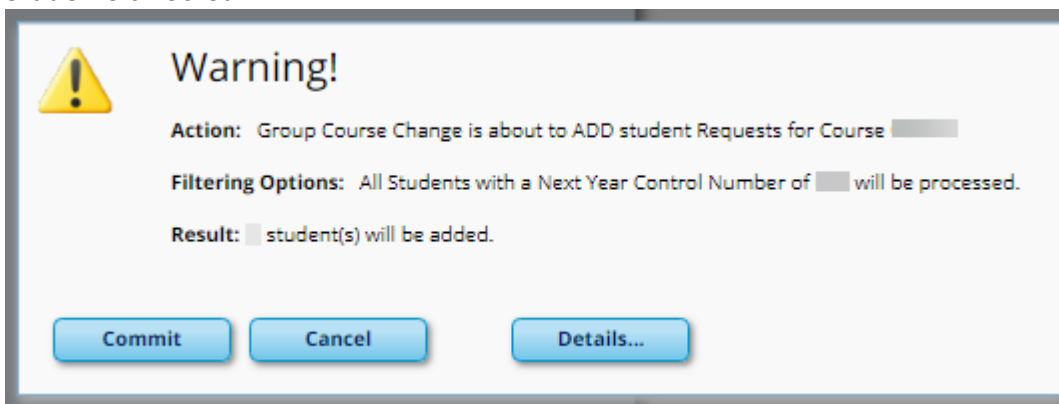 Warning!
Action: Group Course Change is about to ADD student Requests for Course
Filtering Options: All Students with a Next Year Control Number of will be processed.
Result: student(s) will be added.
Commit Cancel Details...